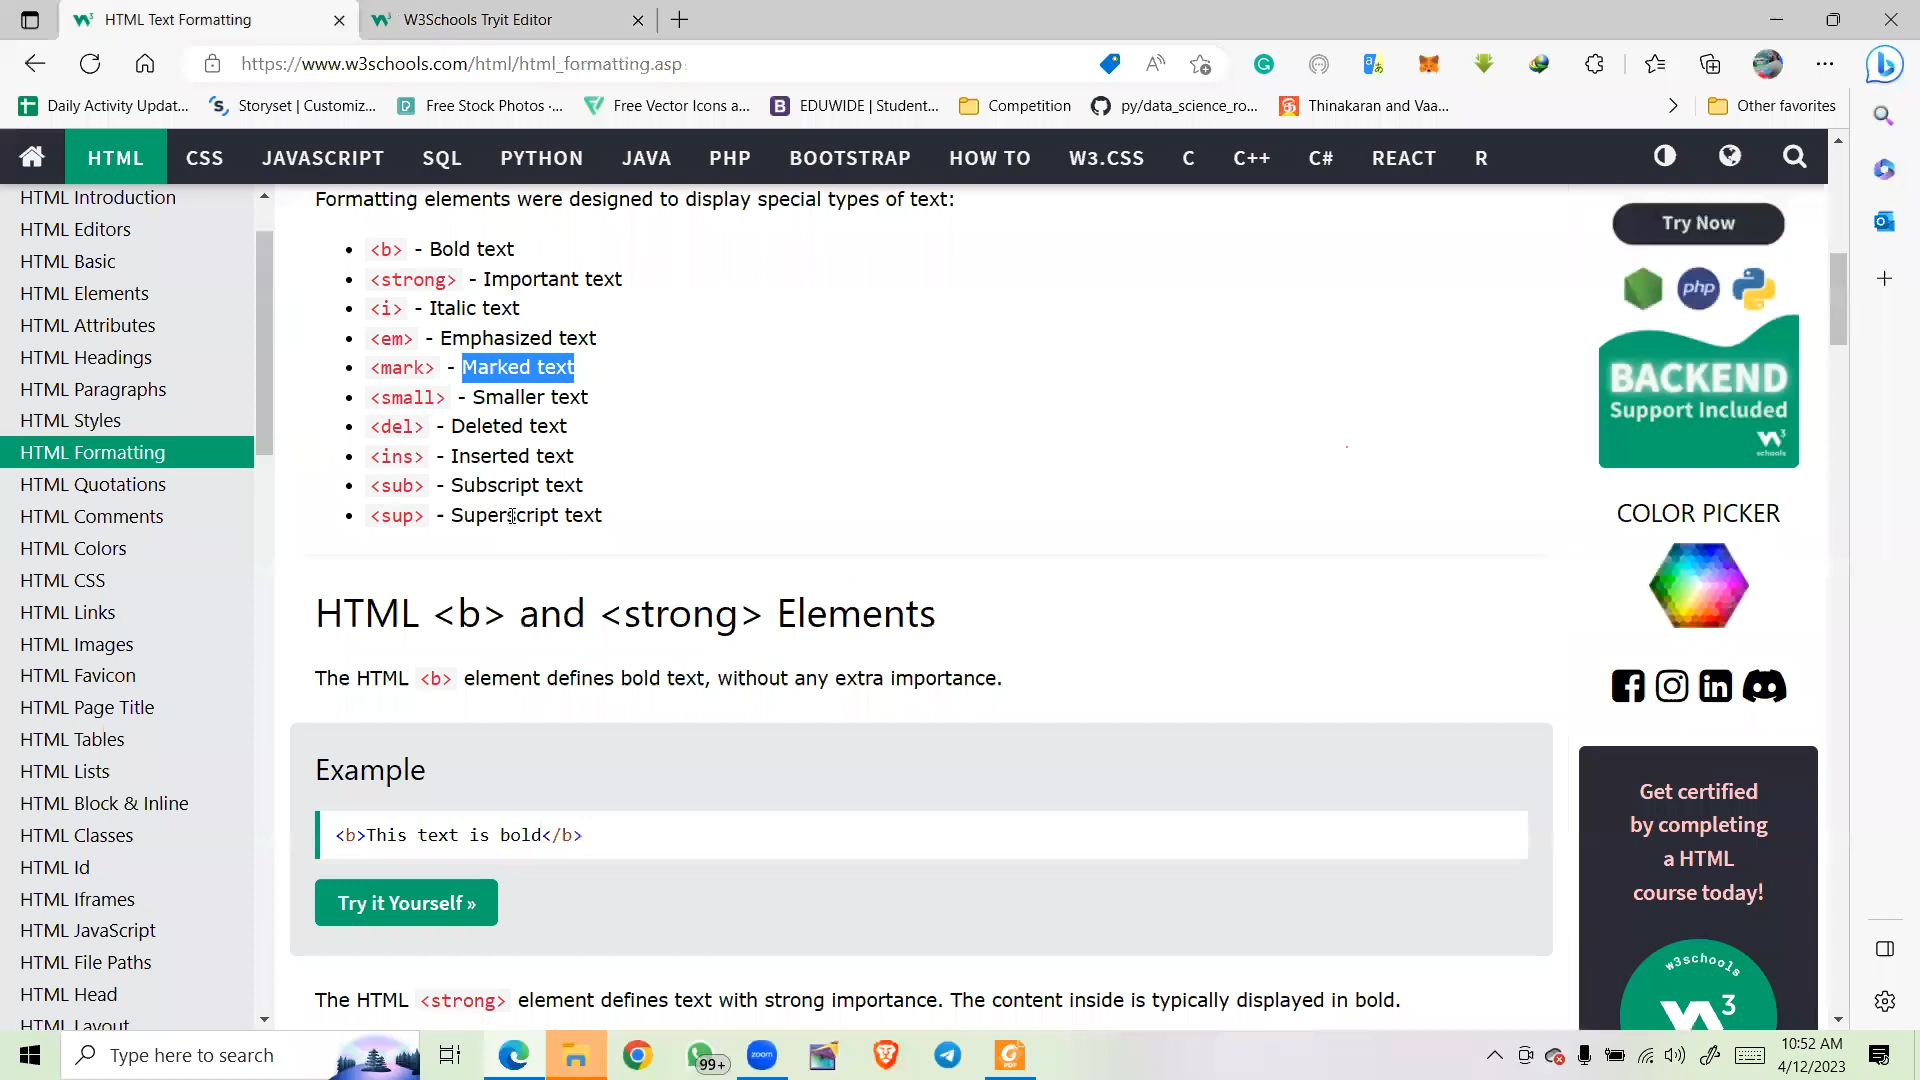 HTML Text Formatting
W3Schools Tryit Editor
https://www.w3schools.com/html/html_formatting.asp
Daily Activity Updat... Storyset | Customiz... Free Stock Photos ·... Free Vector Icons a... EDUWIDE | Student... Competition py/data_science_ro... Thinakaran and Vaa... Other favorites
HTML CSS JAVASCRIPT SQL PYTHON JAVA PHP BOOTSTRAP HOW TO W3.CSS C C++ C# REACT R
HTML Introduction
HTML Editors
HTML Basic
HTML Elements
HTML Attributes
HTML Headings
HTML Paragraphs
HTML Styles
HTML Formatting
HTML Quotations
HTML Comments
HTML Colors
HTML CSS
HTML Links
HTML Images
HTML Favicon
HTML Page Title
HTML Tables
HTML Lists
HTML Block & Inline
HTML Classes
HTML Id
HTML Iframes
HTML JavaScript
HTML File Paths
HTML Head
HTML Layout
Formatting elements were designed to display special types of text:
• <b> - Bold text
• <strong> - Important text
• <i> - Italic text
• <em> - Emphasized text
• <mark> - Marked text
• <small> - Smaller text
• <del> - Deleted text
• <ins> - Inserted text
• <sub> - Subscript text
• <sup> - Superscript text
HTML <b> and <strong> Elements
The HTML <b> element defines bold text, without any extra importance.
Example
<b>This text is bold</b>
Try it Yourself »
The HTML <strong> element defines text with strong importance. The content inside is typically displayed in bold.
Try Now
php
BACKEND
Support Included
W3
schools
COLOR PICKER
Get certified
by completing
a HTML
course today!
w3schools
W3
Type here to search
99+
zoom
PDF
10:52 AM
4/12/2023